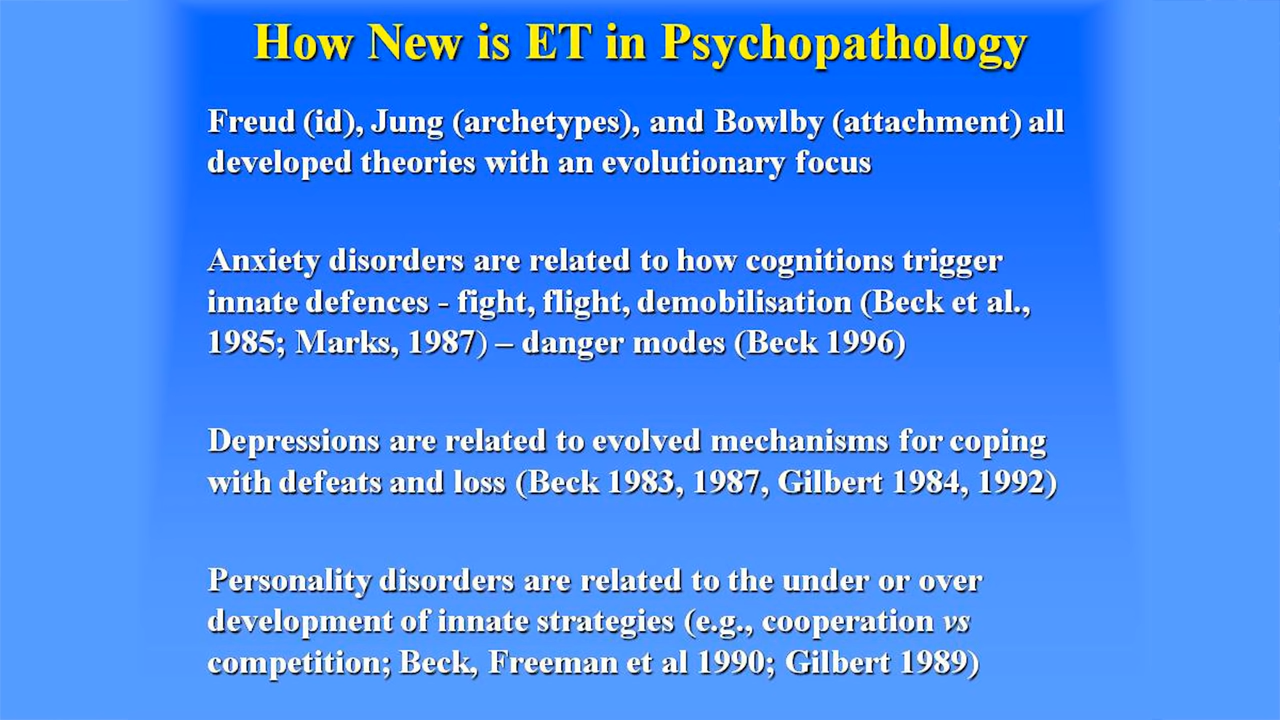 How New is ET in Psychopathology
Freud (id), Jung (archetypes), and Bowlby (attachment) all
developed theories with an evolutionary focus
Anxiety disorders are related to how cognitions trigger
innate defences - fight, flight, demobilisation (Beck et al.,
1985; Marks, 1987) – danger modes (Beck 1996)
Depressions are related to evolved mechanisms for coping
with defeats and loss (Beck 1983, 1987, Gilbert 1984, 1992)
Personality disorders are related to the under or over
development of innate strategies (e.g., cooperation vs
competition; Beck, Freeman et al 1990; Gilbert 1989)